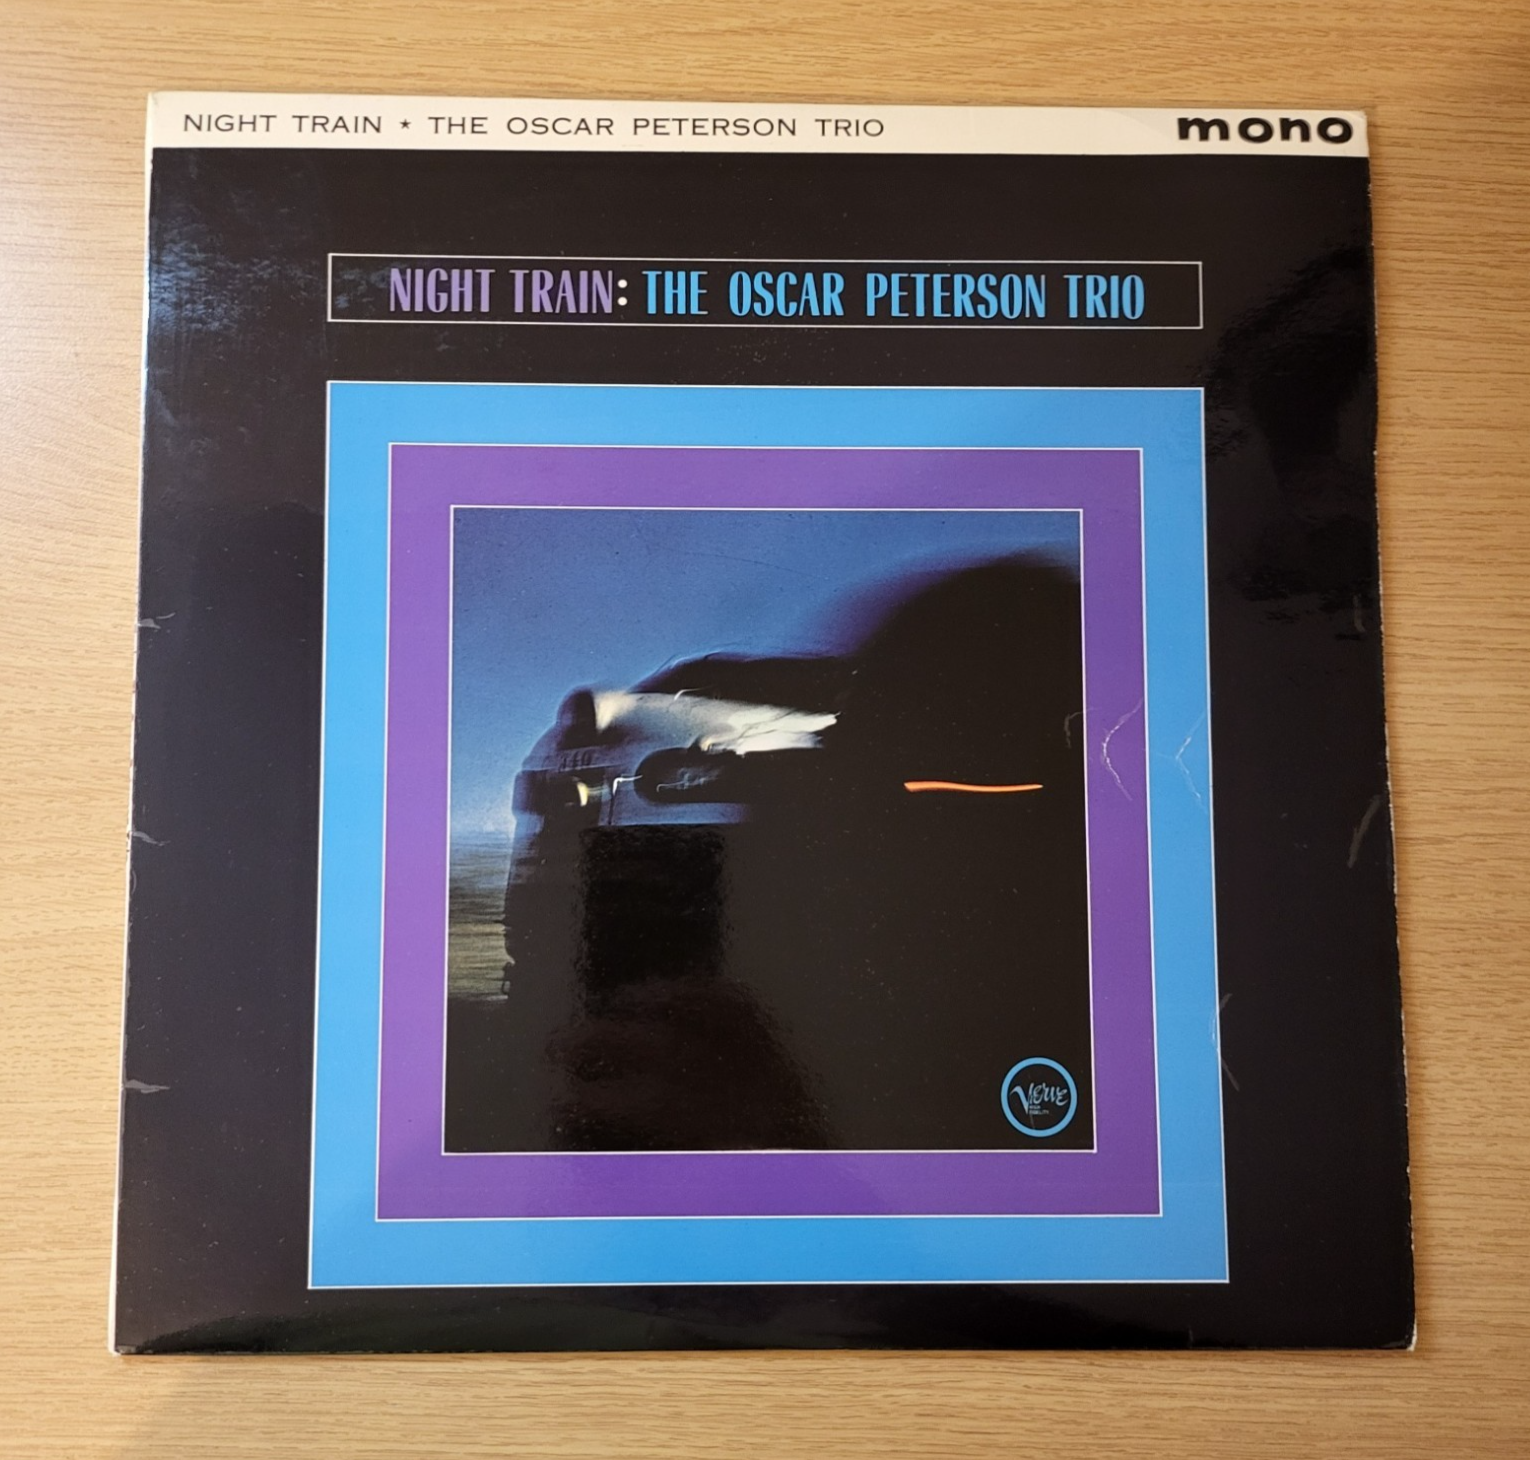 NIGHT TRAIN ★ THE OSCAR PETERSON TRIO
mono
NIGHT TRAIN: THE OSCAR PETERSON TRIO
Verve